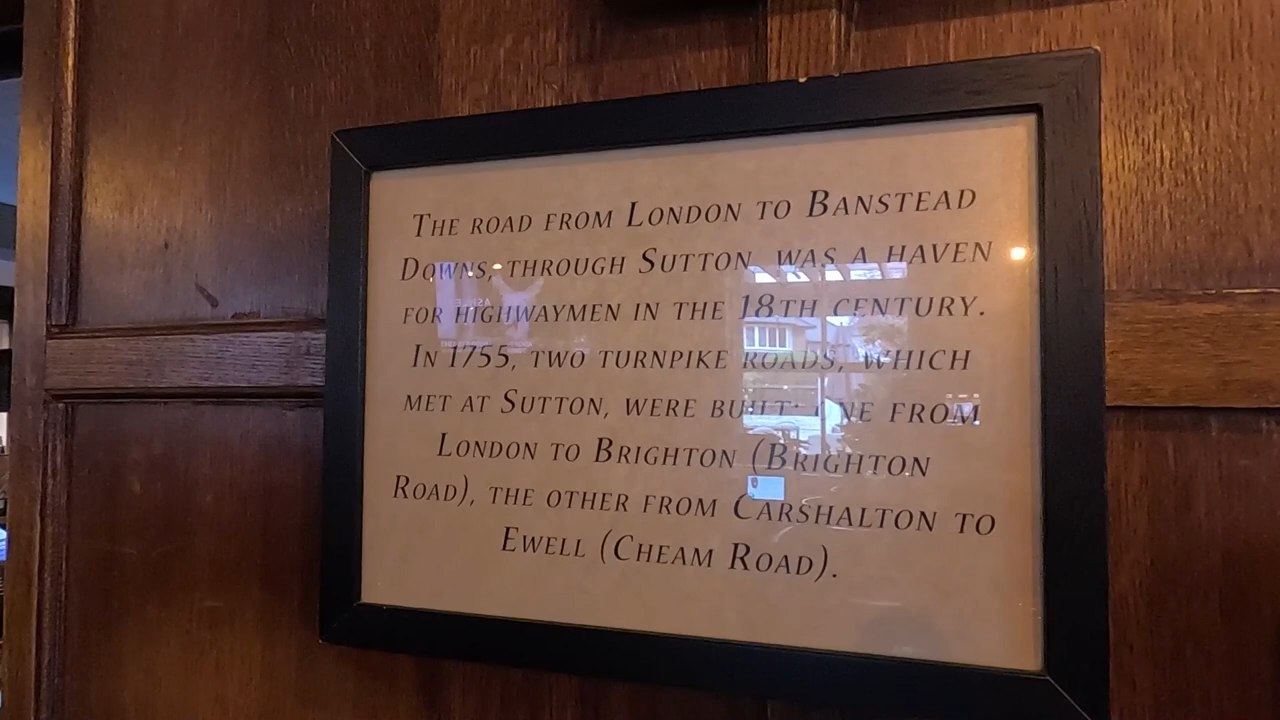 The road from London to Banstead
Downs, through Sutton, was a haven
for highwaymen in the 18th century.
In 1755, two turnpike roads, which
met at Sutton, were built: one from
London to Brighton (Brighton
Road), the other from Carshalton to
Ewell (Cheam Road).